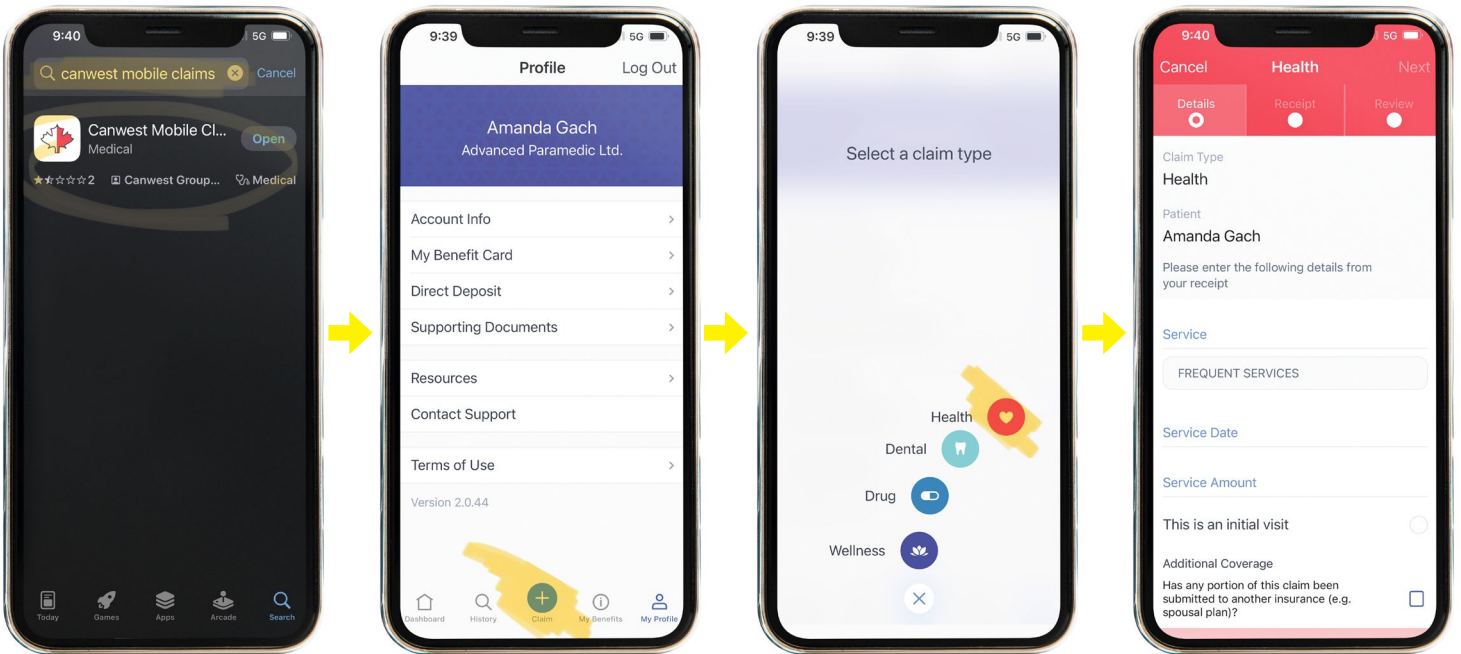 9:40
5G
canwest mobile claims
Cancel
Canwest Mobile Cl...
Medical
Open
2
Canwest Group...
Medical
Today
Games
Apps
Arcade
Search
9:39
5G
Profile
Log Out
Amanda Gach
Advanced Paramedic Ltd.
Account Info
My Benefit Card
Direct Deposit
Supporting Documents
Resources
Contact Support
Terms of Use
Version 2.0.44
Dashboard
History
Claim
My Benefits
My Profile
9:39
5G
Select a claim type
Health
Dental
Drug
Wellness
9:40
5G
Cancel
Health
Next
Details
Receipt
Review
Claim Type
Health
Patient
Amanda Gach
Please enter the following details from
your receipt
Service
FREQUENT SERVICES
Service Date
Service Amount
This is an initial visit
Additional Coverage
Has any portion of this claim been
submitted to another insurance (e.g.
spousal plan)?